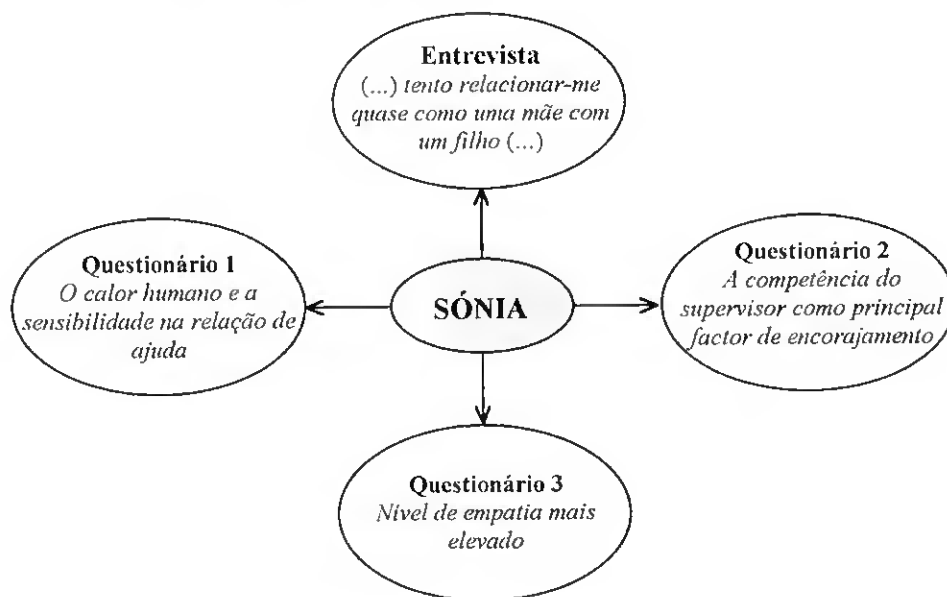 Entrevista
(...) tento relacionar-me
quase como uma mãe com
um filho (...)
Questionário 1
O calor humano e a
sensibilidade na relação de
ajuda
SÓNIA
Questionário 2
A competência do
supervisor como principal
factor de encorajamento
Questionário 3
Nível de empatia mais
elevado